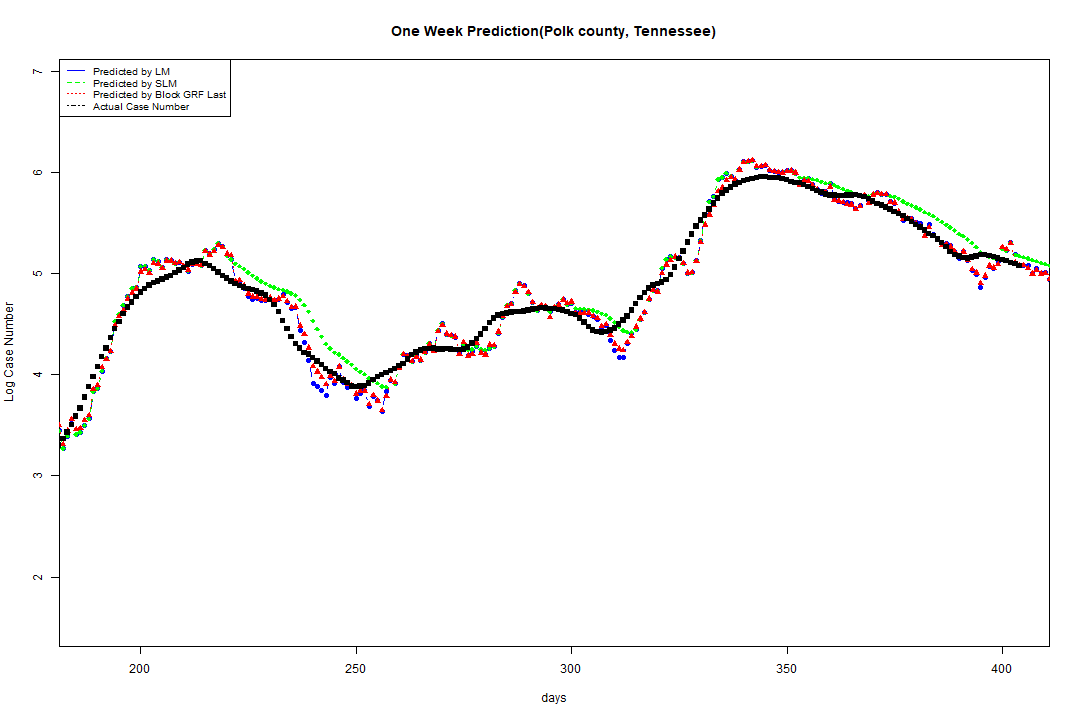 One Week Prediction(Polk county, Tennessee)
Predicted by LM
Predicted by SLM
Predicted by Block GRF Last
Actual Case Number
7
6
5
4
3
2
Log Case Number
200 250 300 350 400
days